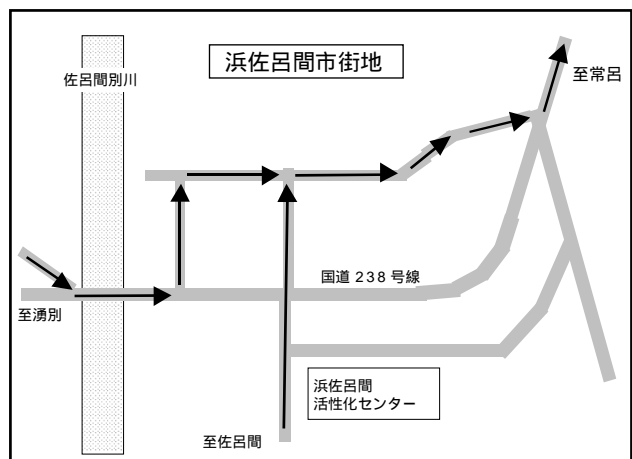 浜佐呂間市街地
佐呂間別川
至常呂
国道 238 号線
至湧別
浜佐呂間
活性化センター
至佐呂間